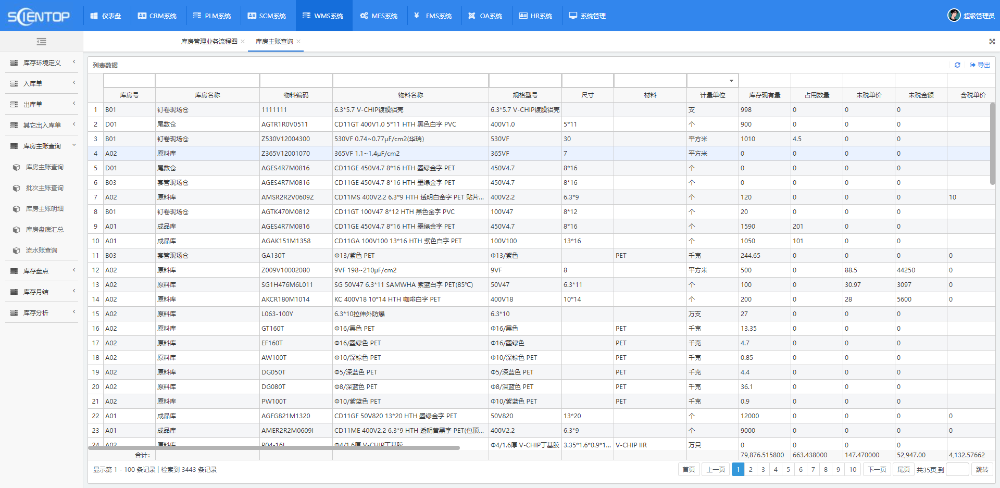 SCIENTOP 仪表盘 CRM系统 PLM系统 SCM系统 WMS系统 MES系统 ¥ FMS系统 OA系统 HR系统 系统管理 超级管理员
库房管理业务流程图 × 库房主账查询 ×
库存环境定义
入库单
出库单
其它出入库单
库房主账查询
库房主账查询
批次主账查询
库房主账明细
库房盘底汇总
流水账查询
库存盘点
库存月结
库存分析
列表数据 导出
库房号 库房名称 物料编码 物料名称 规格型号 尺寸 材料 计量单位 库存现有量 占用数量 未税单价 未税金额 含税单价
1 B01 钉卷现场仓 1111111 6.3*5.7 V-CHIP镀膜铝壳 6.3*5.7 V-CHIP镀膜铝壳 支 998 0 0 0
2 D01 尾数仓 AGTR1R0V0511 CD11GT 400V1.0 5*11 HTH 黑色白字 PVC 400V1.0 5*11 个 900 0 0 0
3 B01 钉卷现场仓 Z530V12004300 530VF 0.74~0.77μF/cm2(华瑞) 530VF 30 平方米 1010 4.5 0 0
4 A02 原料库 Z365V12001070 365VF 1.1~1.4μF/cm2 365VF 7 平方米 0 0 0 0
5 D01 尾数仓 AGES4R7M0816 CD11GE 450V4.7 8*16 HTH 墨绿金字 PET 450V4.7 8*16 个 0 0 0 0
6 B03 套管现场仓 AGES4R7M0816 CD11GE 450V4.7 8*16 HTH 墨绿金字 PET 450V4.7 8*16 个 0 0 0 0
7 A02 原料库 AMSR2R2V0609Z CD11MS 400V2.2 6.3*9 HTH 透明白金字 PET 贴片... 400V2.2 6.3*9 个 120 0 0 0 10
8 B01 钉卷现场仓 AGTK470M0812 CD11GT 100V47 8*12 HTH 黑色金字 PVC 100V47 8*12 个 20 0 0 0
9 A01 成品库 AGES4R7M0816 CD11GE 450V4.7 8*16 HTH 墨绿金字 PET 450V4.7 8*16 个 1590 201 0 0
10 A01 成品库 AGAK151M1358 CD11GA 100V100 13*16 HTH 紫色白字 PET 100V100 13*16 个 1050 101 0 0
11 B03 套管现场仓 GA130T Φ13/紫色 PET Φ13/紫色 PET 千克 244.65 0 0 0 0
12 A02 原料库 Z009V10002080 9VF 198~210μF/cm2 9VF 8 平方米 500 0 88.5 44250 0
13 A02 原料库 SG1H476M6L011 SG 50V47 6.3*11 SAMWHA 紫蓝白字 PET(85℃) 50V47 6.3*11 个 100 0 30.97 3097 0
14 A02 原料库 AKCR180M1014 KC 400V18 10*14 HTH 咖啡白字 PET 400V18 10*14 个 200 0 28 5600 0
15 A02 原料库 L063-100Y 6.3*10拉伸外防爆 6.3*10 万支 27 0 0 0
16 A02 原料库 GT160T Φ16/黑色 PET Φ16/黑色 PET 千克 13.35 0 0 0
17 A02 原料库 EF160T Φ16/墨绿色 PET Φ16/墨绿色 PET 千克 4.7 0 0 0
18 A02 原料库 AW100T Φ10/深棕色 PET Φ10/深棕色 PET PET 千克 0.85 0 0 0
19 A02 原料库 DG050T Φ5/深蓝色 PET Φ5/深蓝色 PET PET 千克 4.4 0 0 0
20 A02 原料库 DG080T Φ8/深蓝色 PET Φ8/深蓝色 PET PET 千克 36.1 0 0 0
21 A02 原料库 PW100T Φ10/紫蓝色 PET Φ10/紫蓝色 PET PET 千克 0.9 0 0 0
22 A01 成品库 AGFG821M1320 CD11GF 50V820 13*20 HTH 墨绿金字 PET 50V820 13*20 个 12000 0 0 0 0
23 A01 成品库 AMER2R2M0609I CD11ME 400V2.2 6.3*9 HTH 透明黄黑字 PET(包顶... 400V2.2 6.3*9 个 9000 0 0 0 0
24 A02 原料库 P04-16I Φ4/1.6厚 V-CHIP丁基胶 Φ4/1.6厚 V-CHIP丁基胶 3.35*1.6*0.9*1... V-CHIP IIR 万只 0 0 0 0
合计: 79,876.515800 663.438000 147.470000 52,947.00 4,132.57662
显示第 1 - 100 条记录 | 检索到 3443 条记录 首页 上一页 1 2 3 4 5 6 7 8 9 10 下一页 尾页 共35页,到 跳转